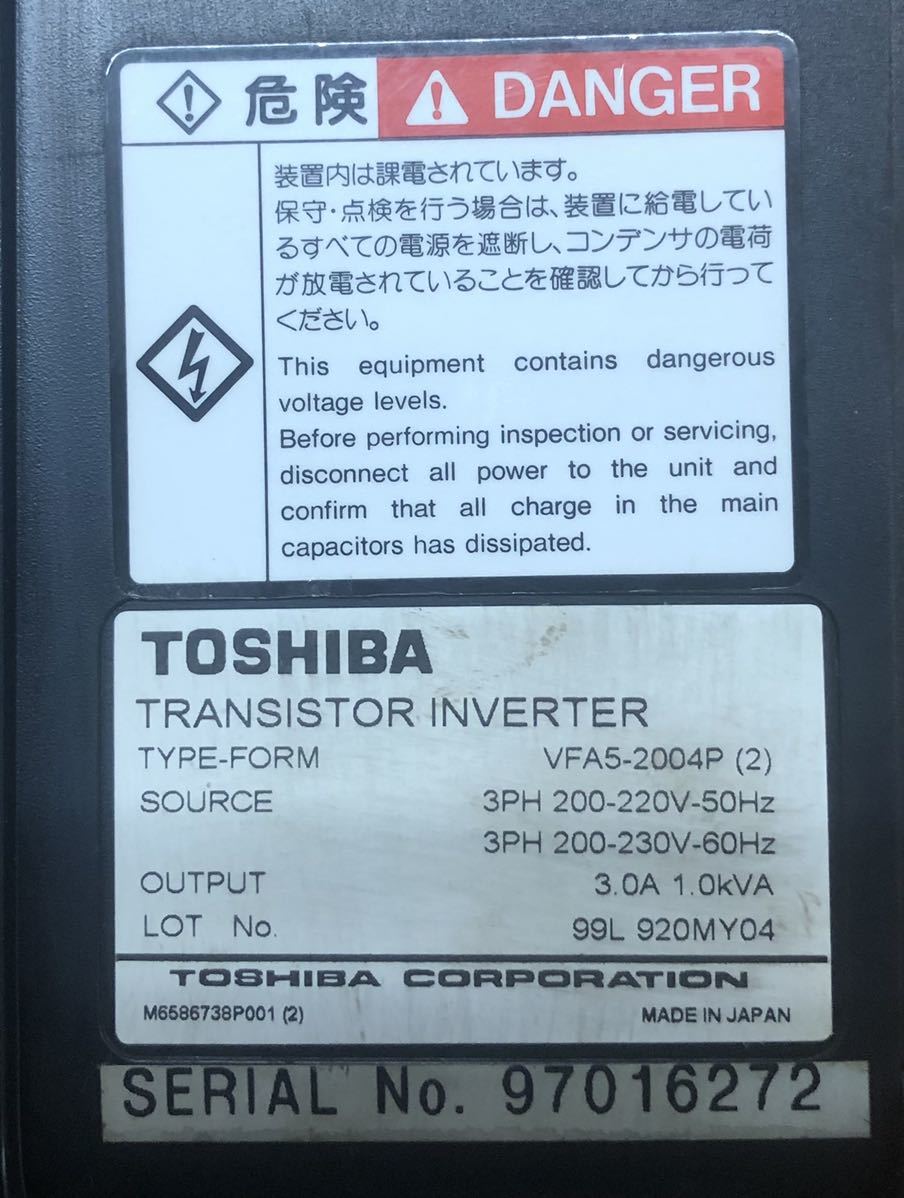 危険 DANGER
装置内は課電されています。
保守・点検を行う場合は、装置に給電してい
るすべての電源を遮断し、コンデンサの電荷
が放電されていることを確認してから行って
ください。
This equipment contains dangerous
voltage levels.
Before performing inspection or servicing,
disconnect all power to the unit and
confirm that all charge in the main
capacitors has dissipated.
TOSHIBA
TRANSISTOR INVERTER
TYPE-FORM VFA5-2004P (2)
SOURCE 3PH 200-220V-50Hz
3PH 200-230V-60Hz
OUTPUT 3.0A 1.0kVA
LOT No. 99L 920MY04
TOSHIBA CORPORATION
M6586738P001 (2) MADE IN JAPAN
SERIAL No. 97016272